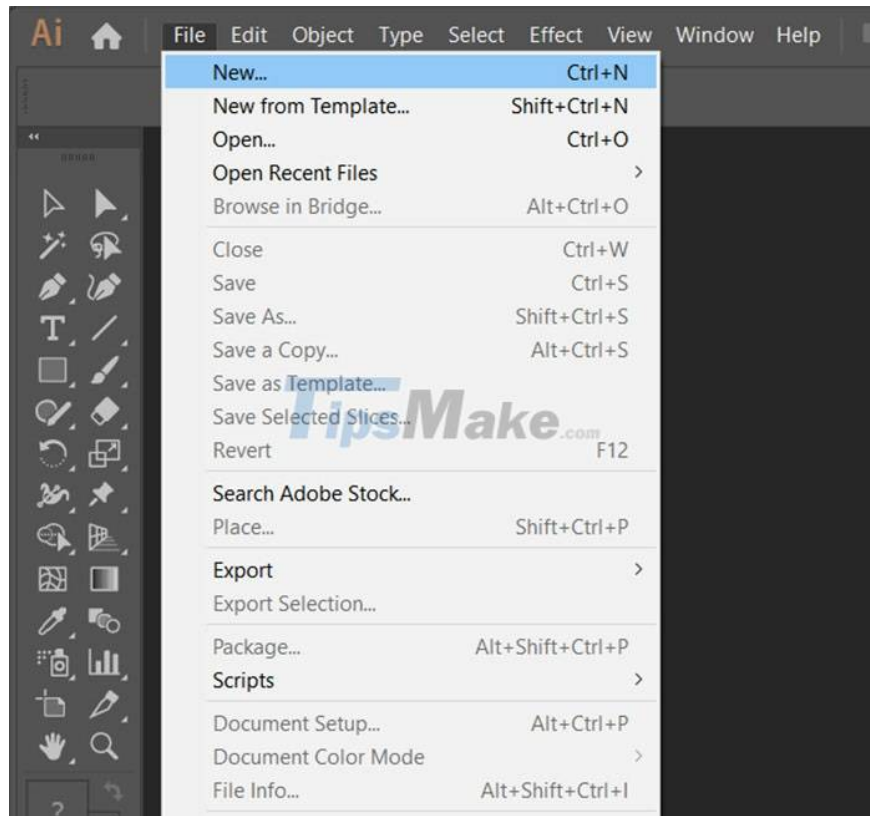 Ai File Edit Object Type Select Effect View Window Help
New... Ctrl+N
New from Template... Shift+Ctrl+N
Open... Ctrl+O
Open Recent Files >
Browse in Bridge... Alt+Ctrl+O
Close Ctrl+W
Save Ctrl+S
Save As... Shift+Ctrl+S
Save a Copy... Alt+Ctrl+S
Save as Template...
Save Selected Slices...
TipsMake.com
Revert F12
Search Adobe Stock...
Place... Shift+Ctrl+P
Export >
Export Selection...
Package... Alt+Shift+Ctrl+P
Scripts >
Document Setup... Alt+Ctrl+P
Document Color Mode >
File Info... Alt+Shift+Ctrl+I
?